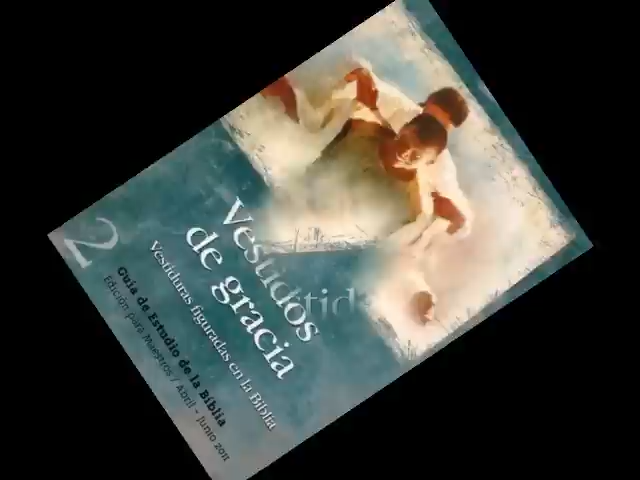 Vestidos
de gracia
Vestiduras figuradas en la Biblia
2
Guía de Estudio de la Biblia
Edición para Maestros / Abril - Junio 2011